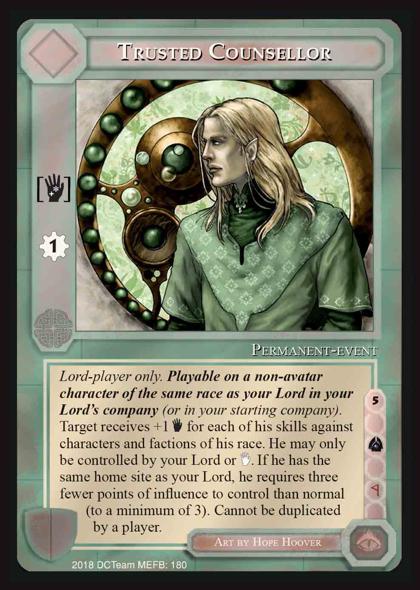 TRUSTED COUNSELLOR
[ ]
1
PERMANENT-EVENT
Lord-player only. Playable on a non-avatar
character of the same race as your Lord in your
Lord's company (or in your starting company).
Target receives +1 for each of his skills against
characters and factions of his race. He may only
be controlled by your Lord or . If he has the
same home site as your Lord, he requires three
fewer points of influence to control than normal
(to a minimum of 3). Cannot be duplicated
by a player.
5
ART BY HOPE HOOVER
2018 DCTeam MEFB: 180